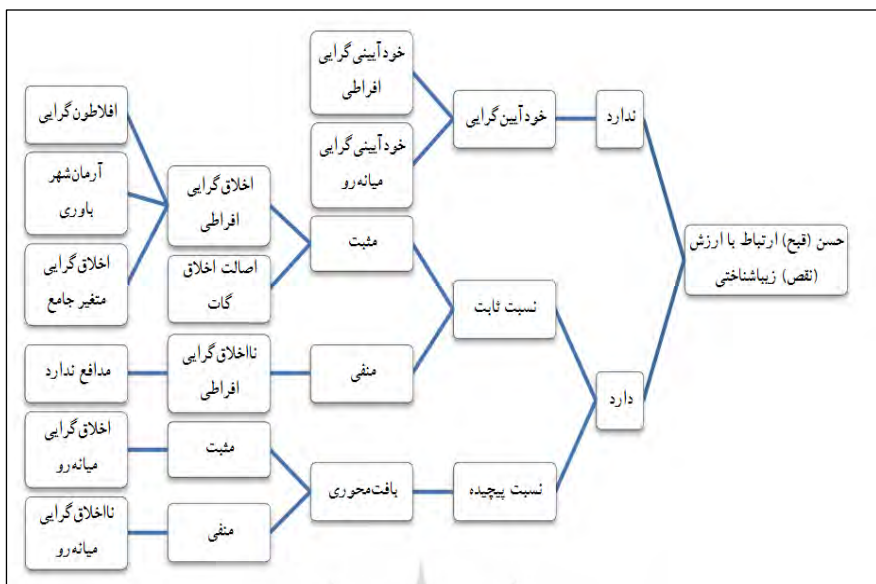 حسن (قبح) ارتباط با ارزش
(نقص) زیباشناختی
ندارد
خودآیین‌گرایی
خودآیینی‌گرایی
افراطی
خودآیینی‌گرایی
میانه‌رو
دارد
نسبت ثابت
مثبت
اخلاق‌گرایی
افراطی
افلاطون‌گرایی
آرمان‌شهر
باوری
اخلاق‌گرایی
متغیر جامع
اصالت اخلاق
گات
منفی
نااخلاق‌گرایی
افراطی
مدافع ندارد
نسبت پیچیده
بافت‌محوری
مثبت
اخلاق‌گرایی
میانه‌رو
منفی
نااخلاق‌گرایی
میانه‌رو